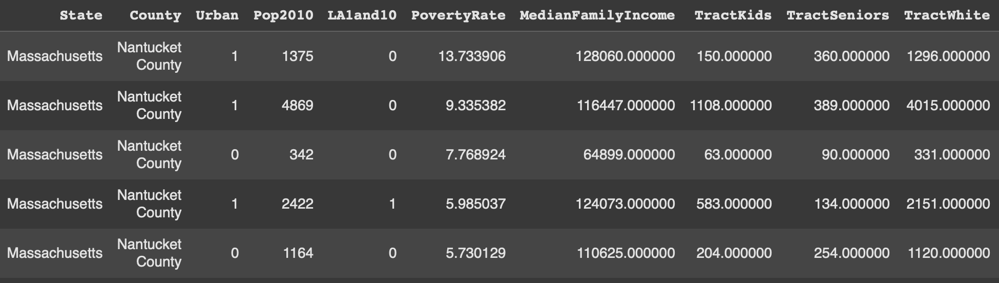 State County Urban Pop2010 LA1and10 PovertyRate MedianFamilyIncome TractKids TractSeniors TractWhite
Massachusetts Nantucket County 1 1375 0 13.733906 128060.000000 150.000000 360.000000 1296.000000
Massachusetts Nantucket County 1 4869 0 9.335382 116447.000000 1108.000000 389.000000 4015.000000
Massachusetts Nantucket County 0 342 0 7.768924 64899.000000 63.000000 90.000000 331.000000
Massachusetts Nantucket County 1 2422 1 5.985037 124073.000000 583.000000 134.000000 2151.000000
Massachusetts Nantucket County 0 1164 0 5.730129 110625.000000 204.000000 254.000000 1120.000000